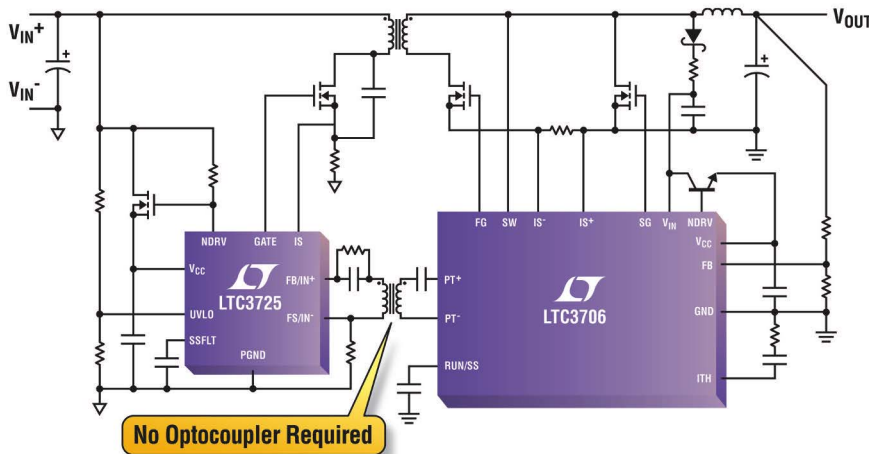 VIN+
VIN-
VOUT
NDRV
GATE
IS
VCC
FB/IN+
LTC3725
UVLO
FS/IN-
SSFLT
PGND
FG
SW
IS-
IS+
SG
VIN
NDRV
VCC
PT+
FB
LTC3706
PT-
GND
RUN/SS
ITH
No Optocoupler Required